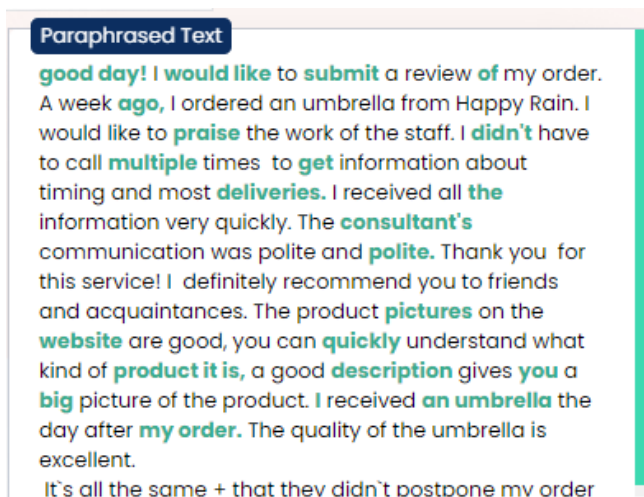 Paraphrased Text
good day! I would like to submit a review of my order.
A week ago, I ordered an umbrella from Happy Rain. I
would like to praise the work of the staff. I didn't have
to call multiple times  to get information about
timing and most deliveries. I received all the
information very quickly. The consultant's
communication was polite and polite. Thank you  for
this service! I  definitely recommend you to friends
and acquaintances. The product pictures on the
website are good, you can quickly understand what
kind of product it is, a good description gives you a
big picture of the product. I received an umbrella the
day after my order. The quality of the umbrella is
excellent.
It`s all the same + that they didn`t postpone my order